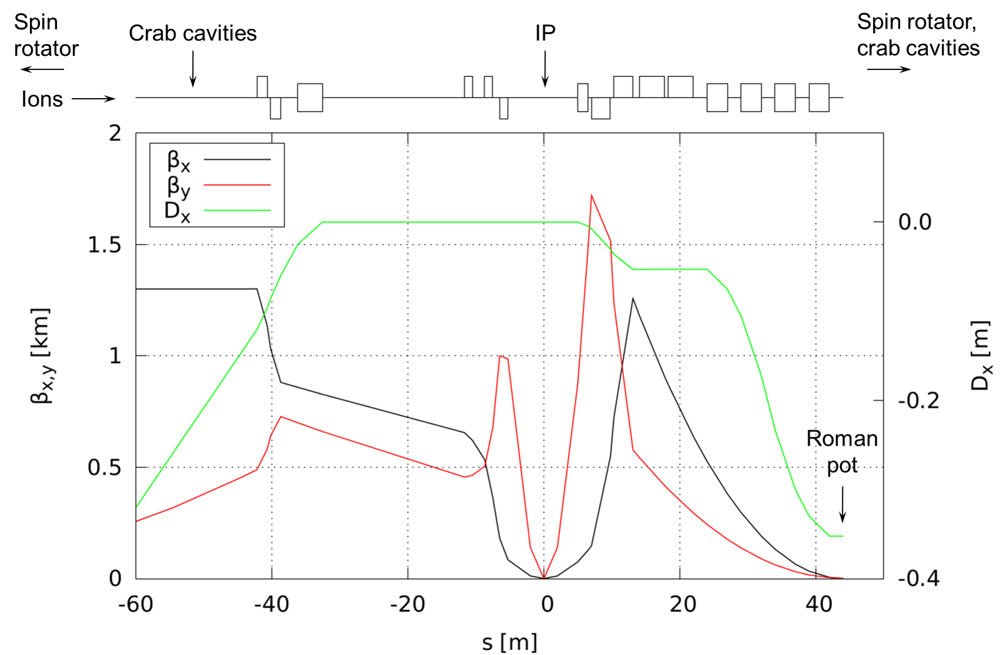 Spin
rotator
Crab cavities
IP
Spin rotator,
crab cavities
Ions
2
1.5
1
0.5
0
βx
βy
Dx
0.0
-0.2
-0.4
βx,y [km]
Dx [m]
Roman
pot
-60
-40
-20
0
20
40
s [m]